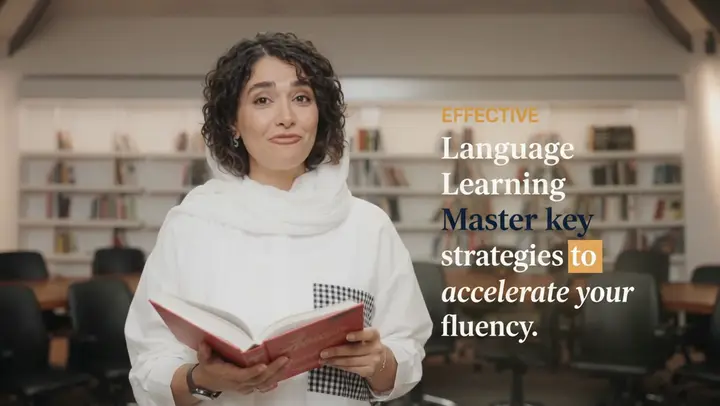 EFFECTIVE
Language
Learning
Master key
strategies to
accelerate your
fluency.